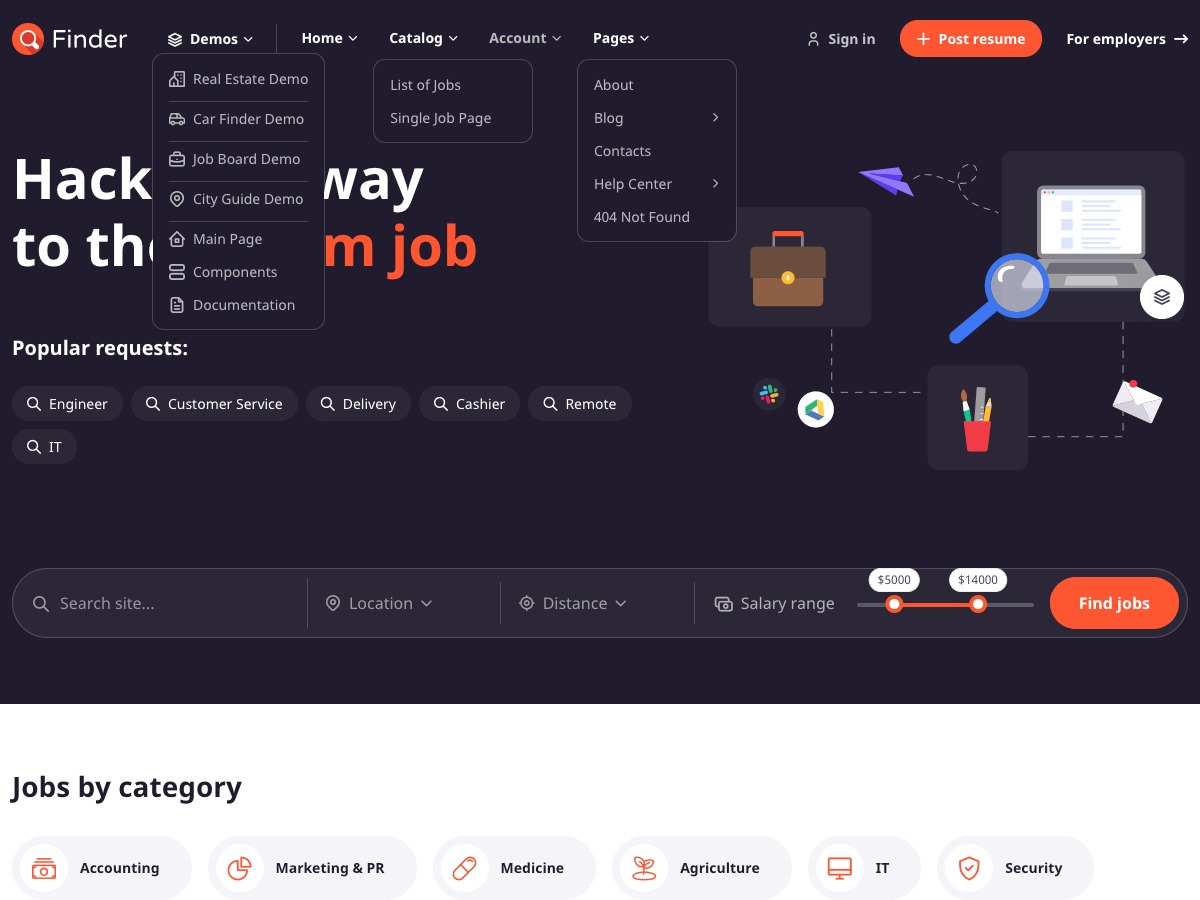 Finder
Demos
Home
Catalog
Account
Pages
Sign in
Post resume
For employers
Real Estate Demo
Car Finder Demo
Job Board Demo
City Guide Demo
Main Page
Components
Documentation
List of Jobs
Single Job Page
About
Blog
Contacts
Help Center
404 Not Found
Hack way
to the m job
Popular requests:
Engineer
Customer Service
Delivery
Cashier
Remote
IT
Search site...
Location
Distance
Salary range
$5000
$14000
Find jobs
Jobs by category
Accounting
Marketing & PR
Medicine
Agriculture
IT
Security